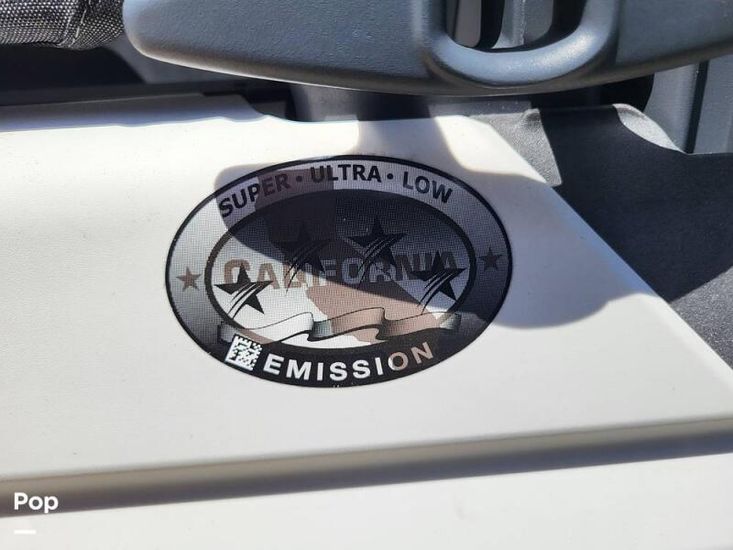 SUPER • ULTRA • LOW
CALIFORNIA
EMISSION
Pop